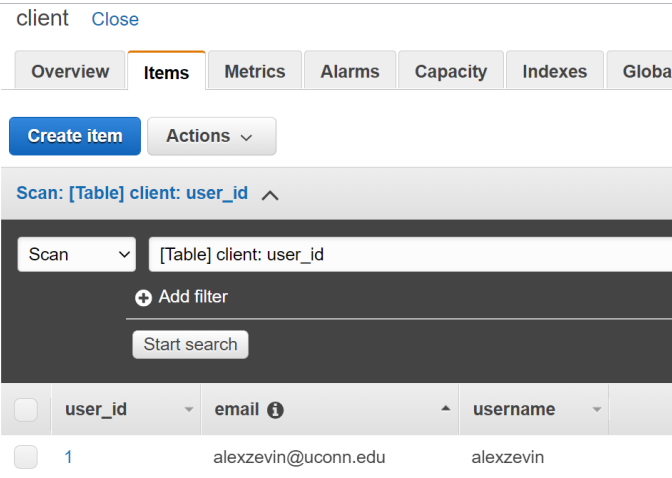 client Close
Overview Items Metrics Alarms Capacity Indexes Globa
Create item Actions
Scan: [Table] client: user_id
Scan [Table] client: user_id
Add filter
Start search
user_id email username
1 alexzevin@uconn.edu alexzevin